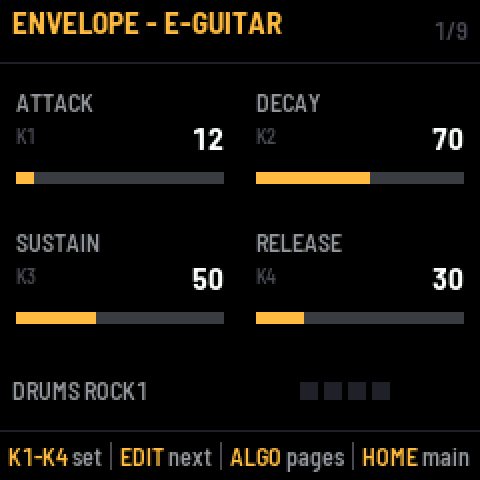 ENVELOPE - E-GUITAR 1/9
ATTACK DECAY
K1 12 K2 70
SUSTAIN RELEASE
K3 50 K4 30
DRUMS ROCK1
K1-K4 set | EDIT next | ALGO pages | HOME main